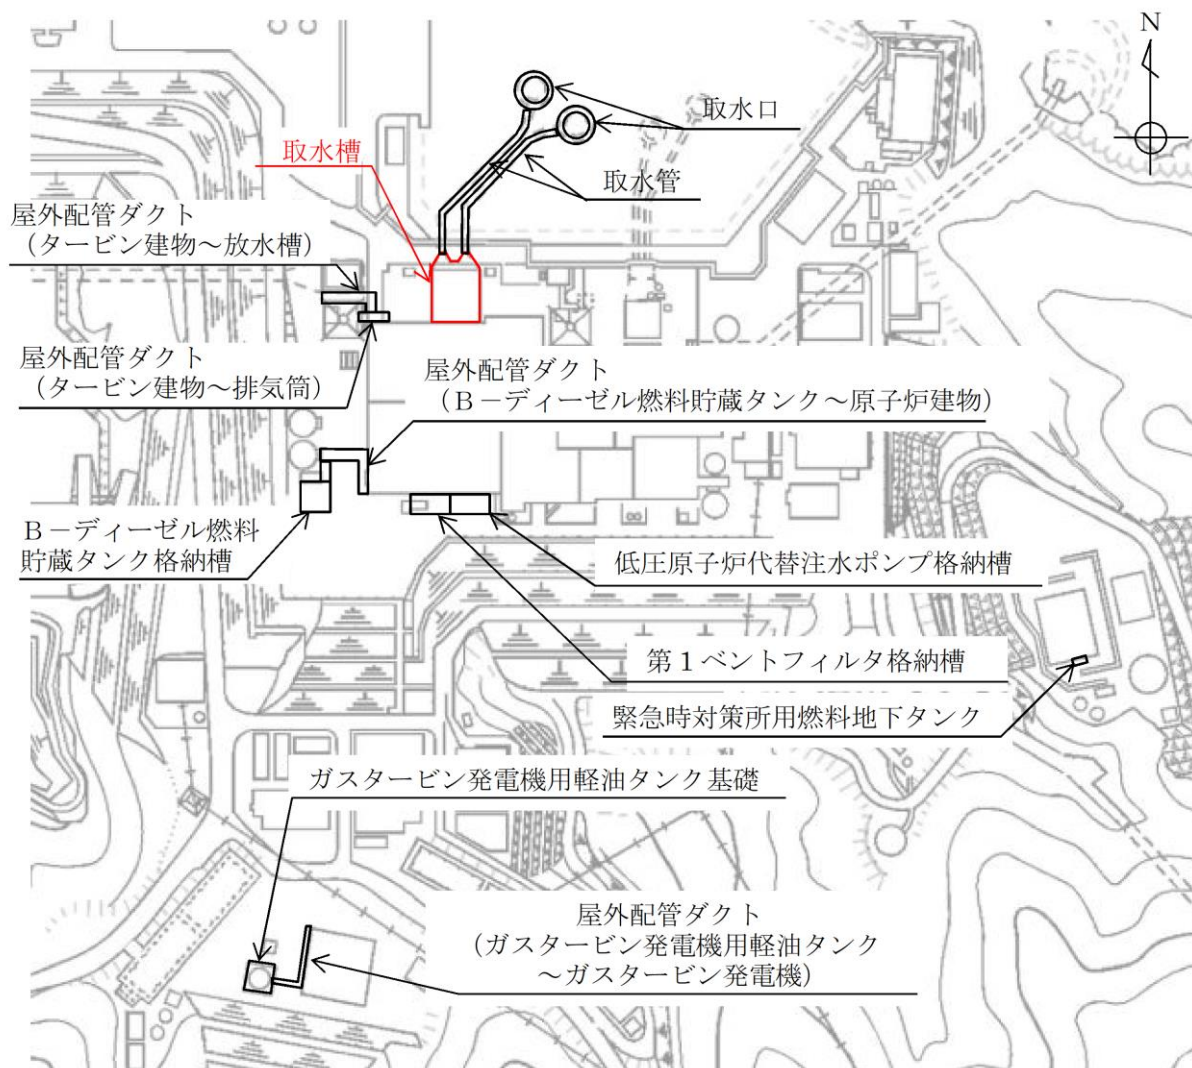 N
取水口
取水槽
取水管
屋外配管ダクト
（タービン建物～放水槽）
屋外配管ダクト
（タービン建物～排気筒）
屋外配管ダクト
（Ｂ－ディーゼル燃料貯蔵タンク～原子炉建物）
Ｂ－ディーゼル燃料
貯蔵タンク格納槽
低圧原子炉代替注水ポンプ格納槽
第１ベントフィルタ格納槽
緊急時対策所用燃料地下タンク
ガスタービン発電機用軽油タンク基礎
屋外配管ダクト
（ガスタービン発電機用軽油タンク
～ガスタービン発電機）